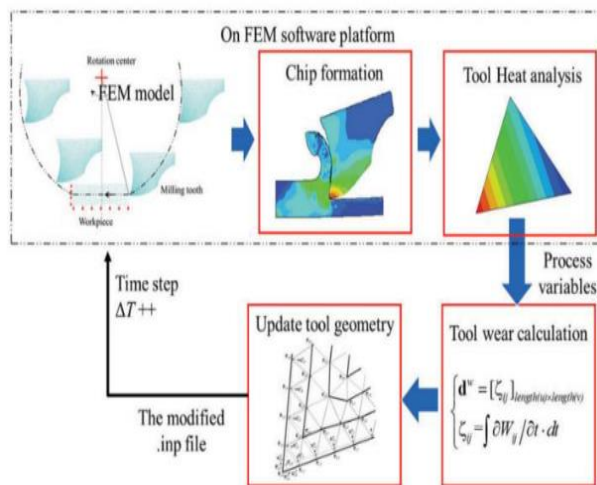 On FEM software platform
Rotation center
FEM model
Milling tooth
Workpiece
Chip formation
Tool Heat analysis
Process
variables
Time step
ΔT++
Update tool geometry
Tool wear calculation
d^w = [ζ_ij]_length(u)×length(v)
ζ_ij = ∫ ∂W_ij/∂t · dt
The modified
.inp file